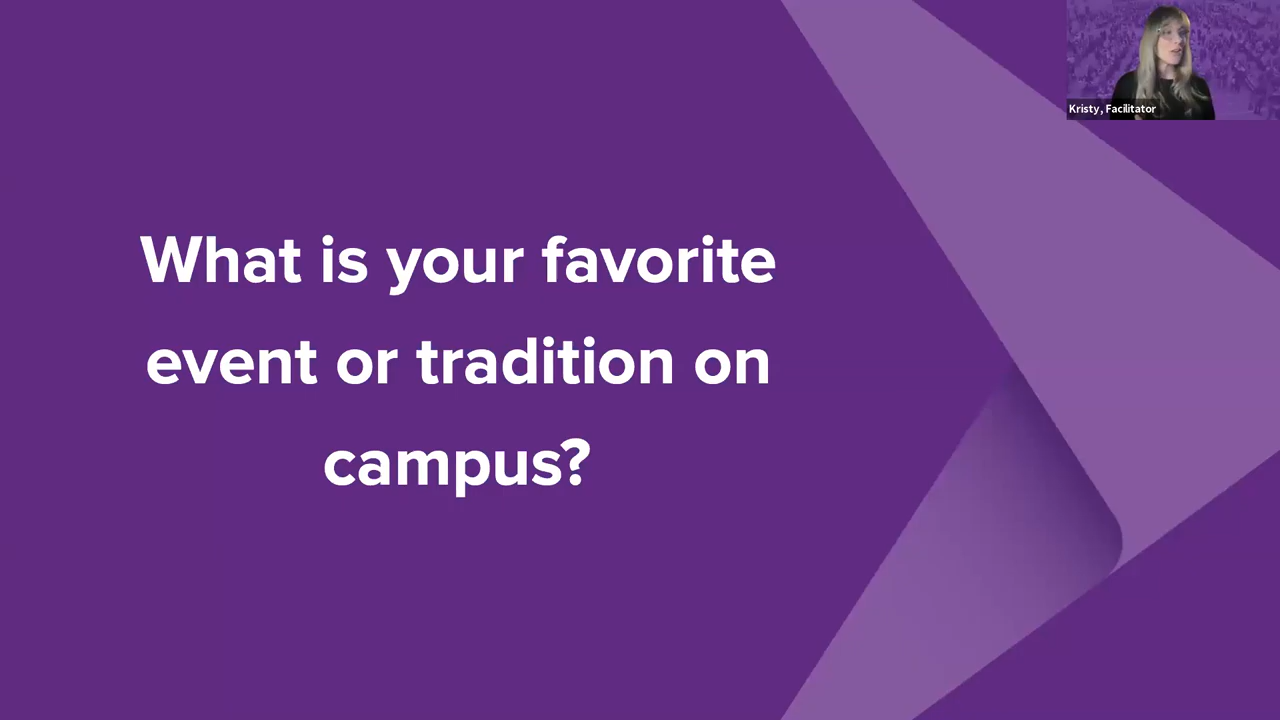 Kristy, Facilitator
What is your favorite
event or tradition on
campus?